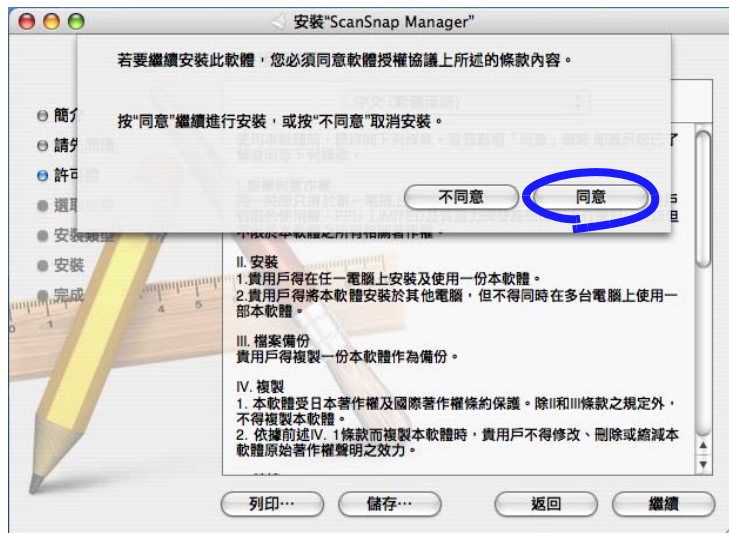 安裝“ScanSnap Manager”
若要繼續安裝此軟體，您必須同意軟體授權協議上所述的條款內容。
按“同意”繼續進行安裝，或按“不同意”取消安裝。
不同意
同意
簡介
請先
許可
選取
安裝類型
安裝
完成
中文 (繁體漢語)
II. 安裝
1.貴用戶得在任一電腦上安裝及使用一份本軟體。
2.貴用戶得將本軟體安裝於其他電腦，但不得同時在多台電腦上使用一
部本軟體。
III. 檔案備份
貴用戶得複製一份本軟體作為備份。
IV. 複製
1. 本軟體受日本著作權及國際著作權條約保護。除II和III條款之規定外，
不得複製本軟體。
2. 依據前述IV. 1條款而複製本軟體時，貴用戶不得修改、刪除或縮減本
軟體原始著作權聲明之效力。
列印…
儲存…
返回
繼續